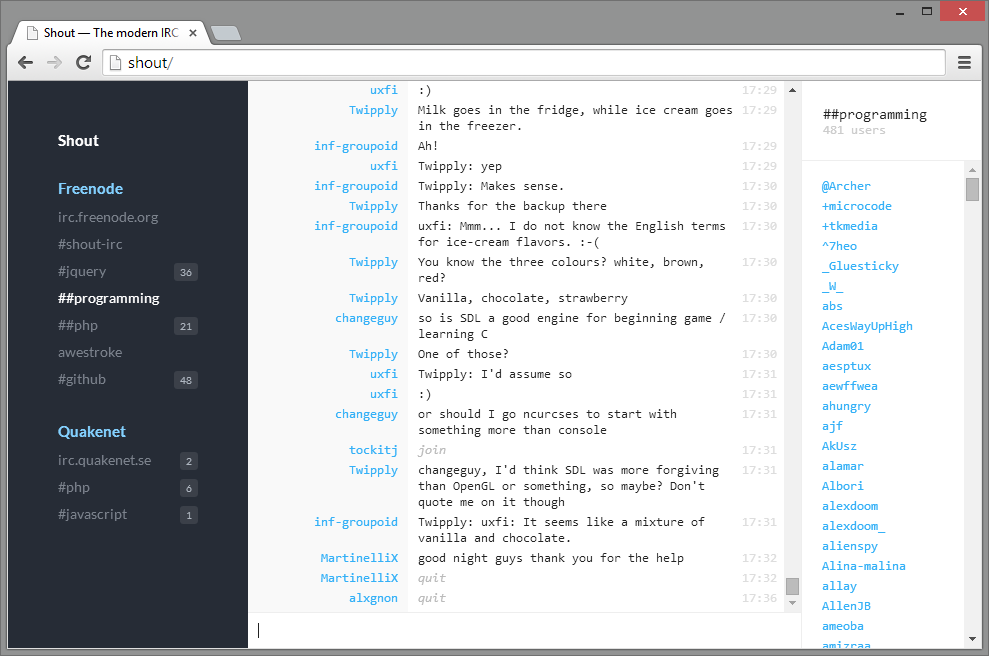 Shout — The modern IRC
shout/
Shout
Freenode
irc.freenode.org
#shout-irc
#jquery 36
##programming
##php 21
awestroke
#github 48
Quakenet
irc.quakenet.se 2
#php 6
#javascript 1
uxfi :) 17:29
Twipply Milk goes in the fridge, while ice cream goes 17:29
in the freezer.
inf-groupoid Ah! 17:29
uxfi Twipply: yep 17:29
inf-groupoid Twipply: Makes sense. 17:30
Twipply Thanks for the backup there 17:30
inf-groupoid uxfi: Mmm... I do not know the English terms 17:30
for ice-cream flavors. :-(
Twipply You know the three colours? white, brown, 17:30
red?
Twipply Vanilla, chocolate, strawberry 17:30
changeguy so is SDL a good engine for beginning game / 17:30
learning C
Twipply One of those? 17:30
uxfi Twipply: I'd assume so 17:31
uxfi :) 17:31
changeguy or should I go ncurcses to start with 17:31
something more than console
tockitj join 17:31
Twipply changeguy, I'd think SDL was more forgiving 17:31
than OpenGL or something, so maybe? Don't
quote me on it though
inf-groupoid Twipply: uxfi: It seems like a mixture of 17:31
vanilla and chocolate.
MartinelliX good night guys thank you for the help 17:32
MartinelliX quit 17:32
alxgnon quit 17:36
##programming
481 users
@Archer
+microcode
+tkmedia
^7heo
_Gluesticky
_W_
abs
AcesWayUpHigh
Adam01
aesptux
aewffwea
ahungry
ajf
AkUsz
alamar
Albori
alexdoom
alexdoom_
alienspy
Alina-malina
allay
AllenJB
ameoba
amizraa